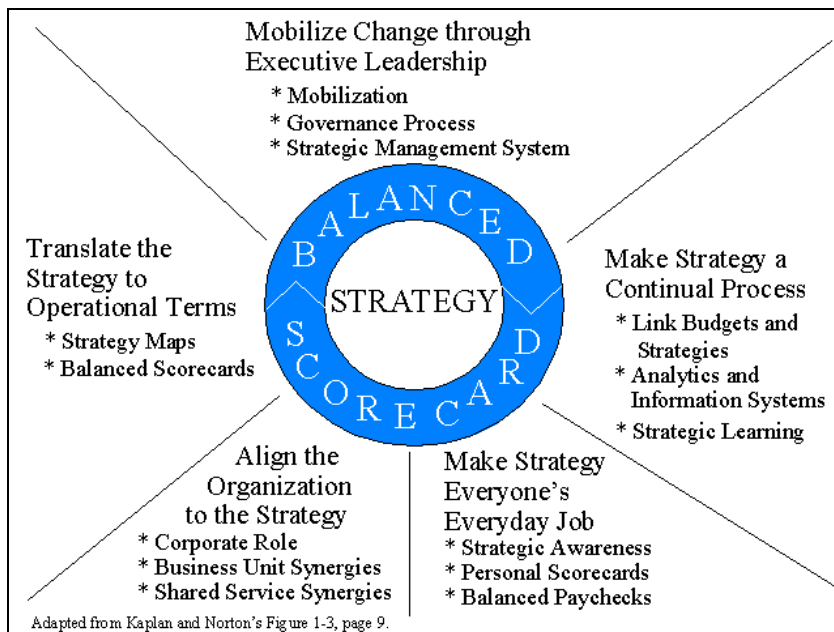 Mobilize Change through
Executive Leadership
* Mobilization
* Governance Process
* Strategic Management System
BALANCED
STRATEGY
SCORECARD
Translate the
Strategy to
Operational Terms
* Strategy Maps
* Balanced Scorecards
Make Strategy a
Continual Process
* Link Budgets and
Strategies
* Analytics and
Information Systems
* Strategic Learning
Align the
Organization
to the Strategy
* Corporate Role
* Business Unit Synergies
* Shared Service Synergies
Make Strategy
Everyone's
Everyday Job
* Strategic Awareness
* Personal Scorecards
* Balanced Paychecks
Adapted from Kaplan and Norton's Figure 1-3, page 9.